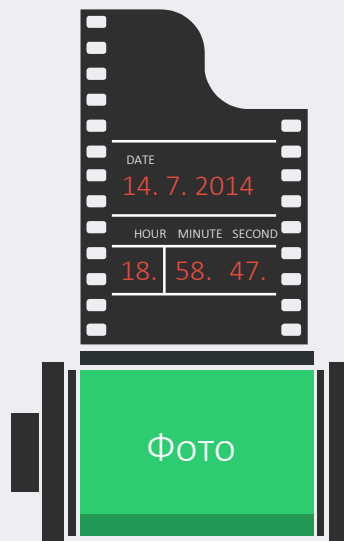 DATE
14. 7. 2014
HOUR MINUTE SECOND
18. 58. 47.
Фото